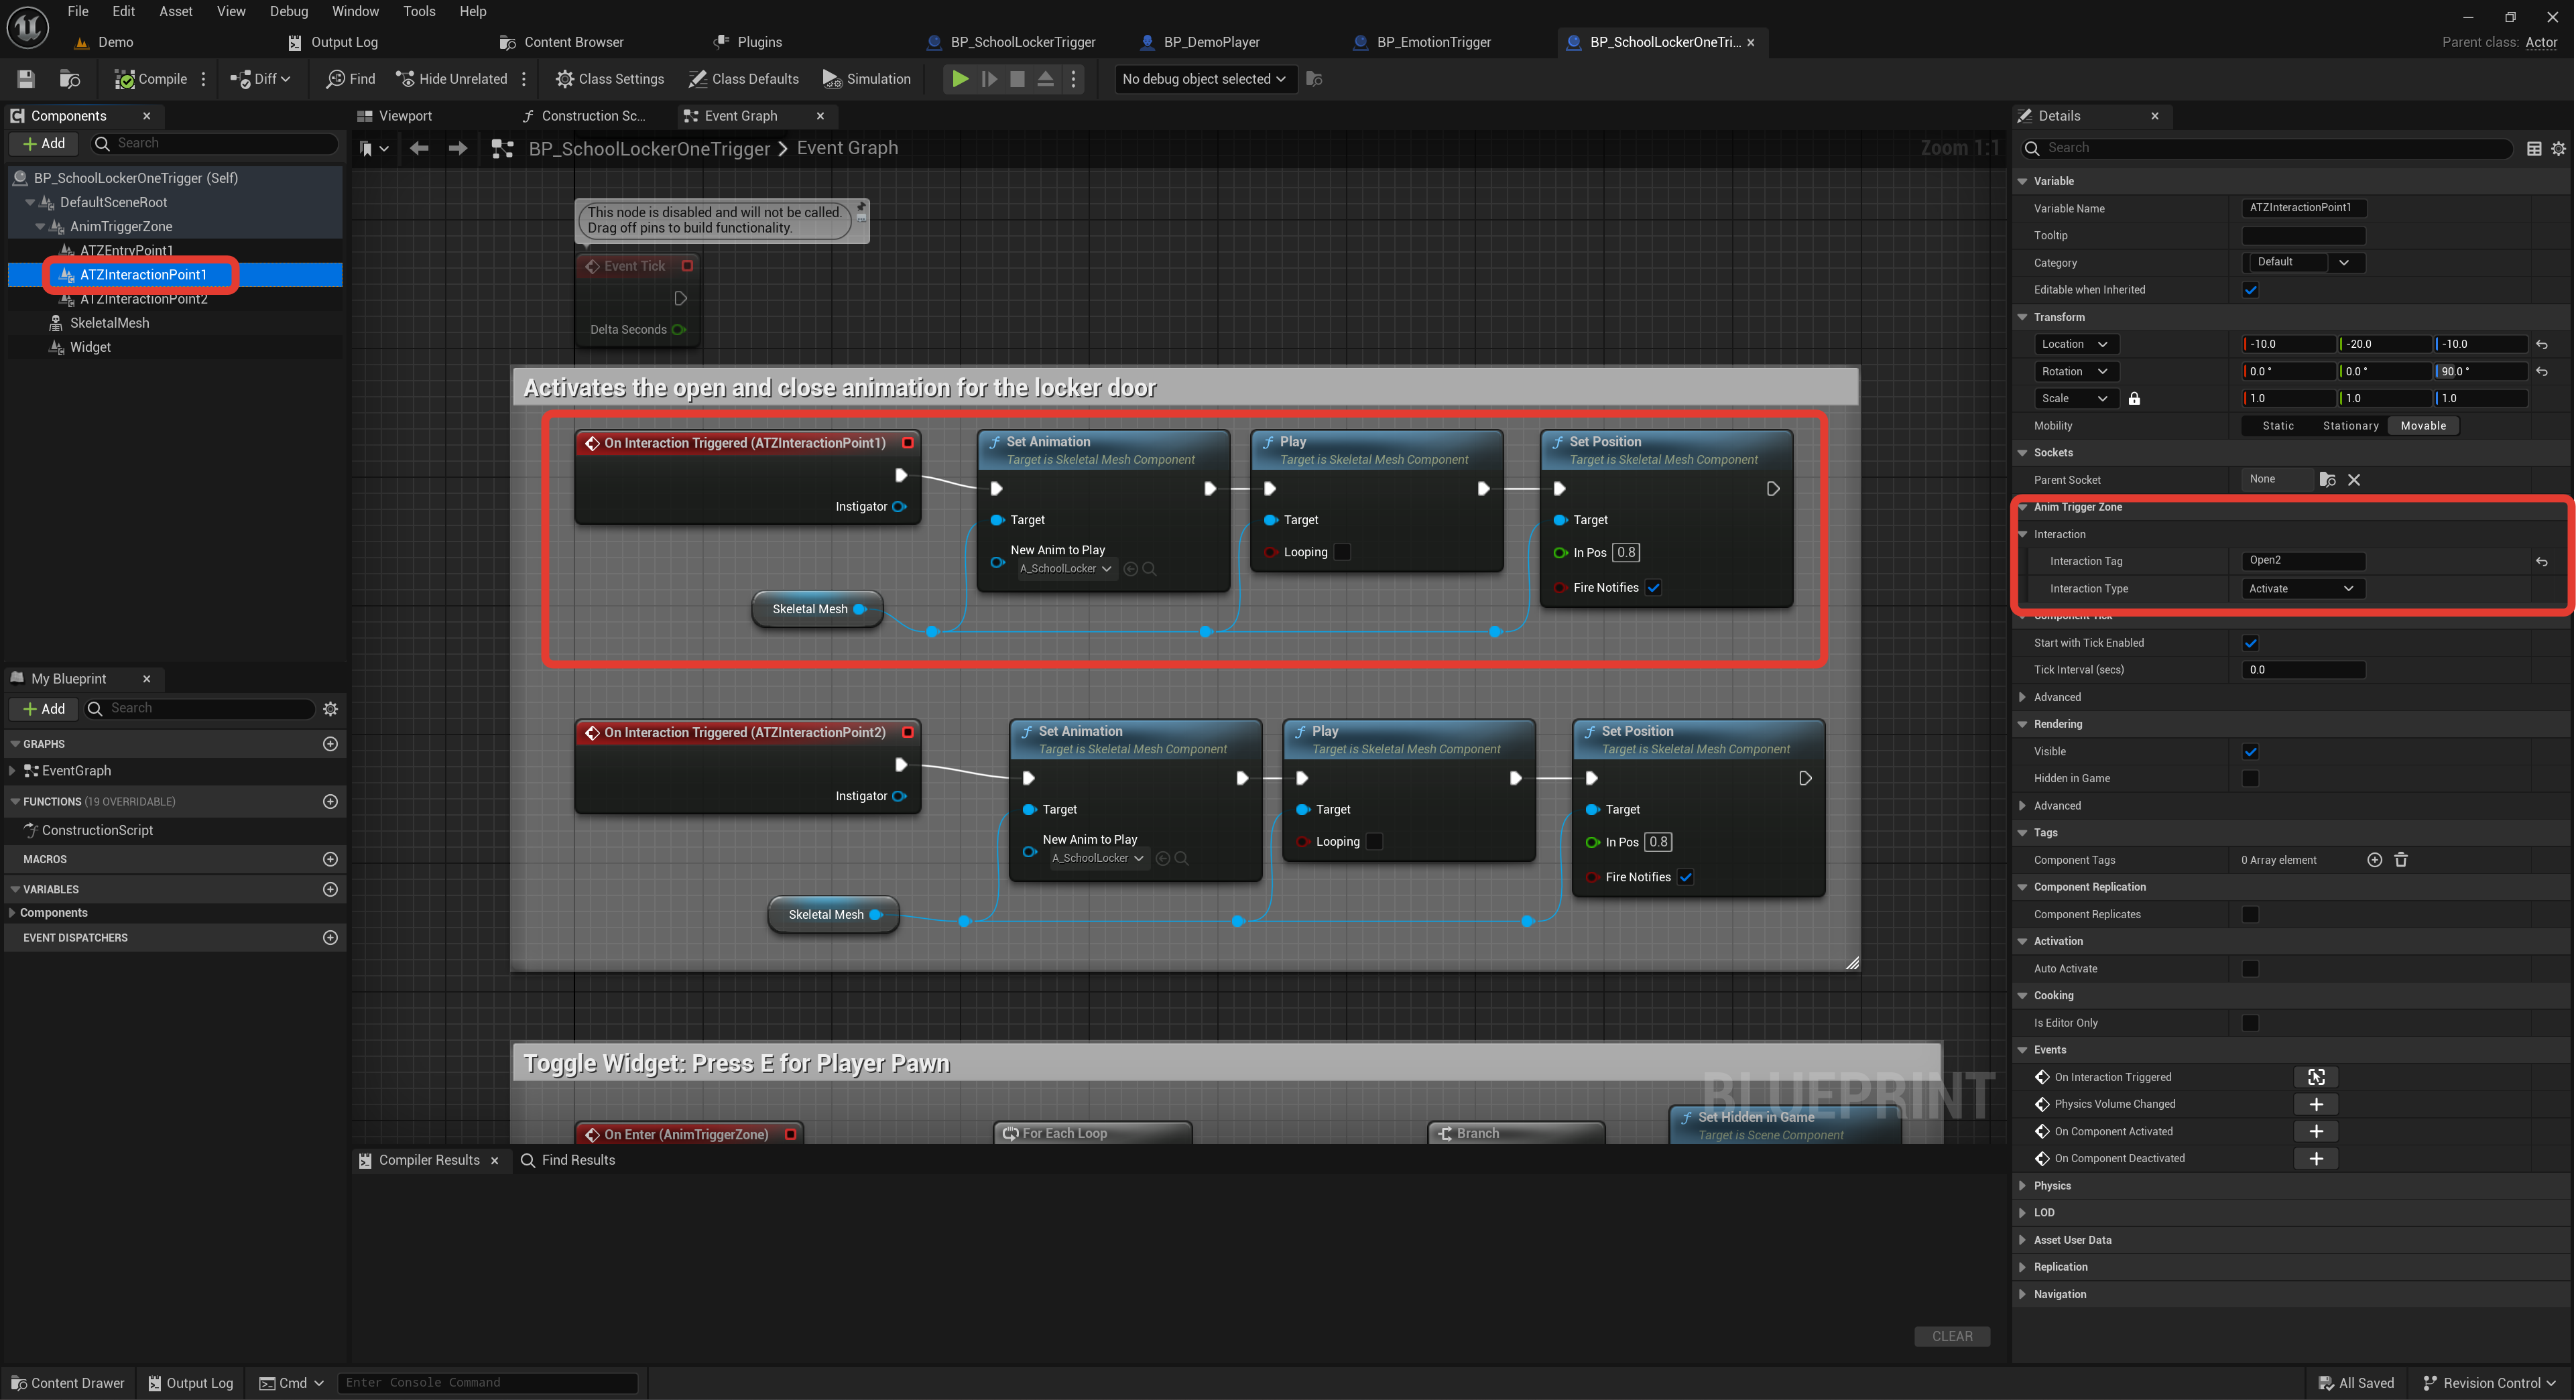 File Edit Asset View Debug Window Tools Help
Demo Output Log Content Browser Plugins BP_SchoolLockerTrigger BP_DemoPlayer BP_EmotionTrigger BP_SchoolLockerOneTri...
Parent class: Actor
Compile Diff Find Hide Unrelated Class Settings Class Defaults Simulation No debug object selected
Components
Add Search
BP_SchoolLockerOneTrigger (Self)
DefaultSceneRoot
AnimTriggerZone
ATZEntryPoint1
ATZInteractionPoint1
ATZInteractionPoint2
SkeletalMesh
Widget
My Blueprint
Add Search
GRAPHS
EventGraph
FUNCTIONS (19 OVERRIDABLE)
ConstructionScript
MACROS
VARIABLES
Components
EVENT DISPATCHERS
Viewport Construction Sc... Event Graph
BP_SchoolLockerOneTrigger > Event Graph
Zoom 1:1
This node is disabled and will not be called.
Drag off pins to build functionality.
Event Tick
Delta Seconds
Activates the open and close animation for the locker door
On Interaction Triggered (ATZInteractionPoint1)
Instigator
Skeletal Mesh
Set Animation
Target is Skeletal Mesh Component
Target
New Anim to Play
A_SchoolLocker
Play
Target is Skeletal Mesh Component
Target
Looping
Set Position
Target is Skeletal Mesh Component
Target
In Pos 0.8
Fire Notifies
On Interaction Triggered (ATZInteractionPoint2)
Instigator
Skeletal Mesh
Set Animation
Target is Skeletal Mesh Component
Target
New Anim to Play
A_SchoolLocker
Play
Target is Skeletal Mesh Component
Target
Looping
Set Position
Target is Skeletal Mesh Component
Target
In Pos 0.8
Fire Notifies
Toggle Widget: Press E for Player Pawn
BLUEPRINT
On Enter (AnimTriggerZone)
For Each Loop
Branch
Set Hidden in Game
Target is Scene Component
Compiler Results Find Results
CLEAR
Details
Search
Variable
Variable Name ATZInteractionPoint1
Tooltip
Category Default
Editable when Inherited
Transform
Location -10.0 -20.0 -10.0
Rotation 0.0 ° 0.0 ° 90.0 °
Scale 1.0 1.0 1.0
Mobility Static Stationary Movable
Sockets
Parent Socket None
Anim Trigger Zone
Interaction
Interaction Tag Open2
Interaction Type Activate
Component Tick
Start with Tick Enabled
Tick Interval (secs) 0.0
Advanced
Rendering
Visible
Hidden in Game
Advanced
Tags
Component Tags 0 Array element
Component Replication
Component Replicates
Activation
Auto Activate
Cooking
Is Editor Only
Events
On Interaction Triggered
Physics Volume Changed
On Component Activated
On Component Deactivated
Physics
LOD
Asset User Data
Replication
Navigation
Content Drawer Output Log Cmd Enter Console Command All Saved Revision Control